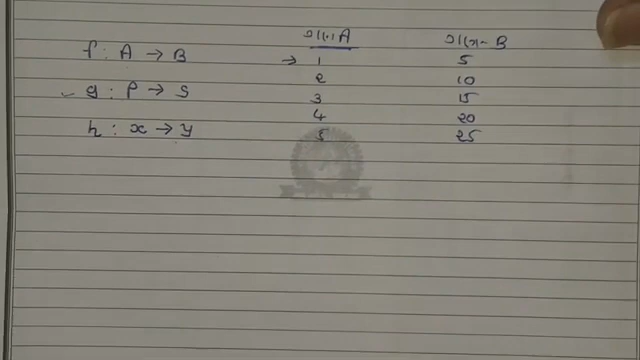 f : A → B
g : P → S
h : x → y
A B
→ 1 5
2 10
3 15
4 20
5 25